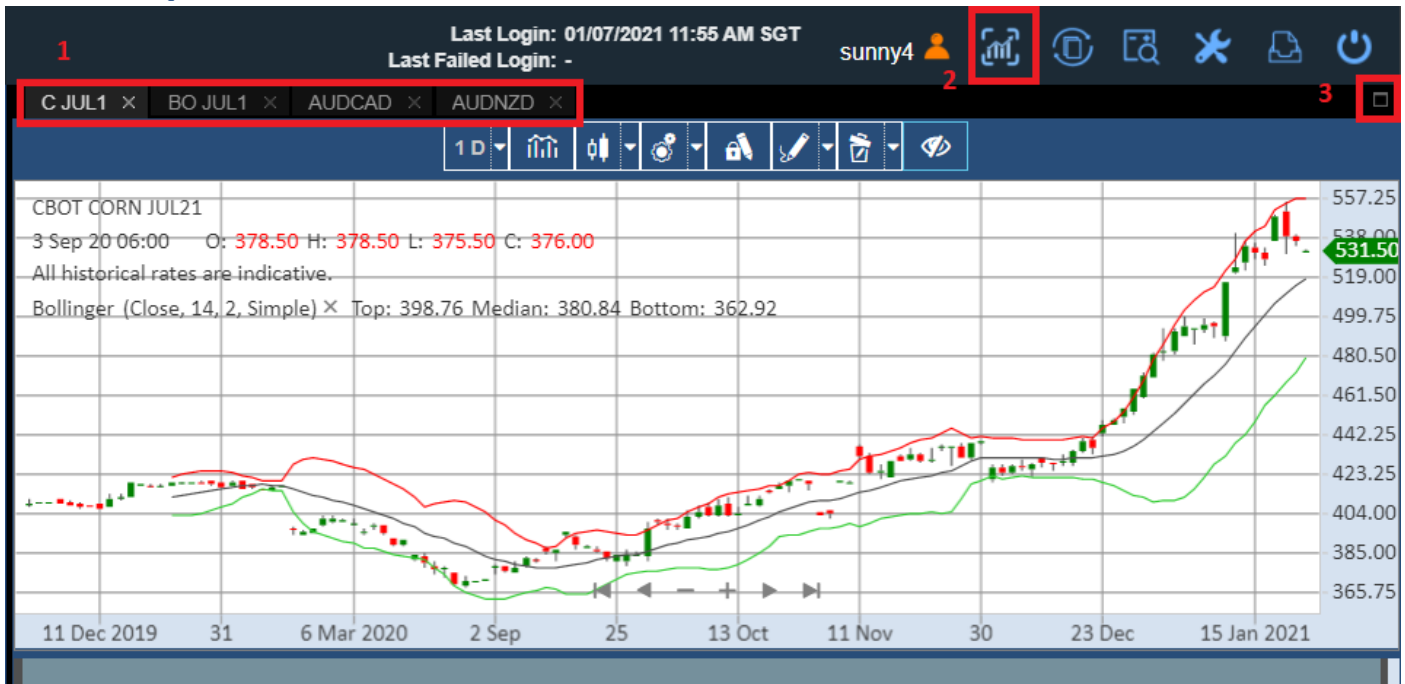 1
Last Login: 01/07/2021 11:55 AM SGT
Last Failed Login: -
sunny4
2
3
C JUL1 × BO JUL1 × AUDCAD × AUDNZD ×
1 D
CBOT CORN JUL21
3 Sep 20 06:00 O: 378.50 H: 378.50 L: 375.50 C: 376.00
All historical rates are indicative.
Bollinger (Close, 14, 2, Simple) × Top: 398.76 Median: 380.84 Bottom: 362.92
557.25
538.00
531.50
519.00
499.75
480.50
461.50
442.25
423.25
404.00
385.00
365.75
11 Dec 2019 31 6 Mar 2020 2 Sep 25 13 Oct 11 Nov 30 23 Dec 15 Jan 2021